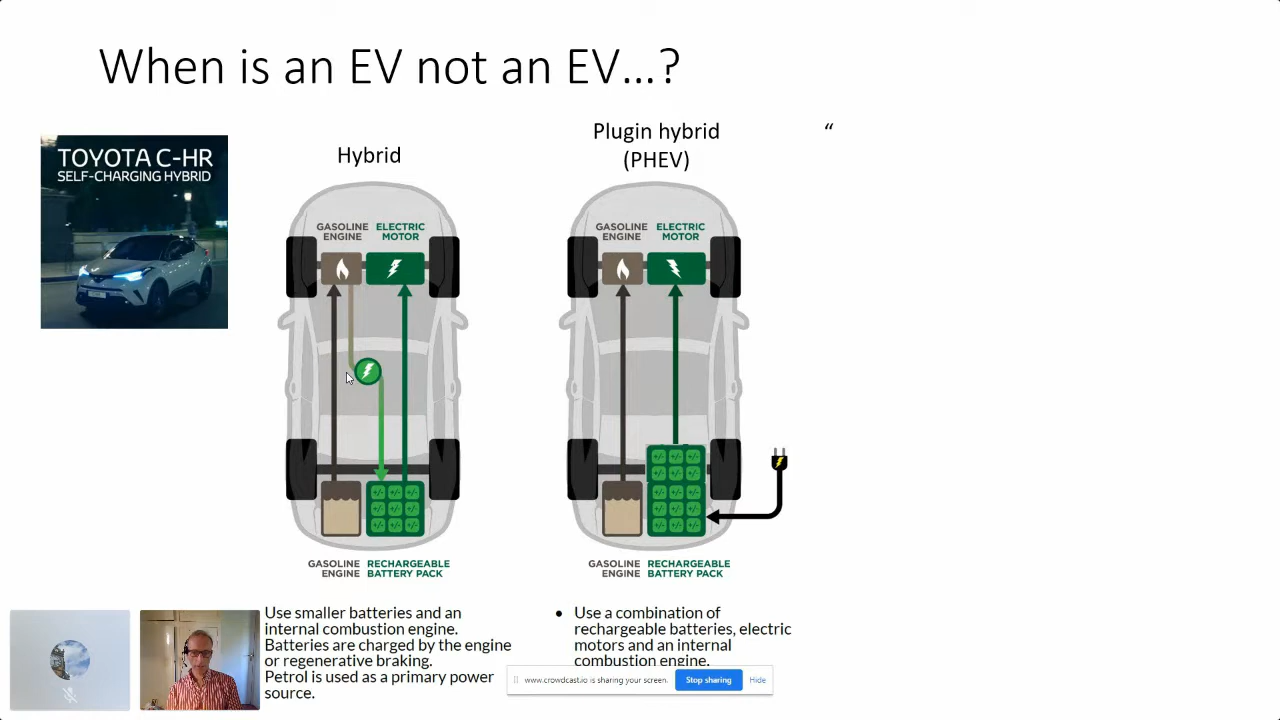 When is an EV not an EV...?
TOYOTA C-HR
SELF-CHARGING HYBRID
Hybrid
GASOLINE
ENGINE
ELECTRIC
MOTOR
GASOLINE
ENGINE
RECHARGEABLE
BATTERY PACK
Use smaller batteries and an
internal combustion engine.
Batteries are charged by the engine
or regenerative braking.
Petrol is used as a primary power
source.
Plugin hybrid
(PHEV)
GASOLINE
ENGINE
ELECTRIC
MOTOR
GASOLINE
ENGINE
RECHARGEABLE
BATTERY PACK
• Use a combination of
rechargeable batteries, electric
motors and an internal
combustion engine.
“
www.crowdcast.io is sharing your screen.
Stop sharing
Hide